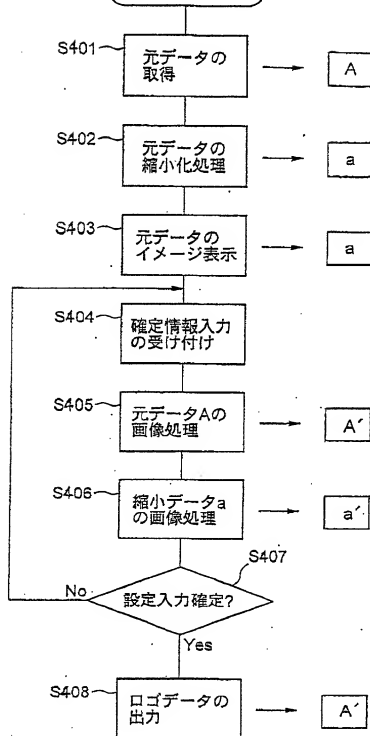 S401
元データの
取得
A
S402
元データの
縮小化処理
a
S403
元データの
イメージ表示
a
S404
確定情報入力
の受け付け
S405
元データAの
画像処理
A´
S406
縮小データa
の画像処理
a´
S407
設定入力確定?
No
Yes
S408
ロゴデータの
出力
A´